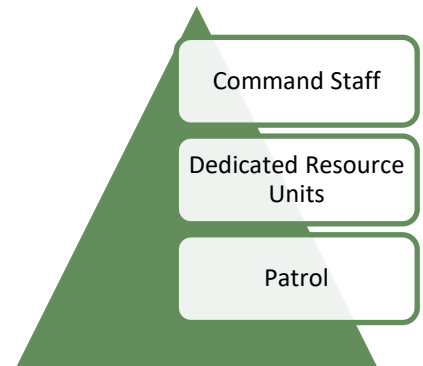 Command Staff
Dedicated Resource
Units
Patrol